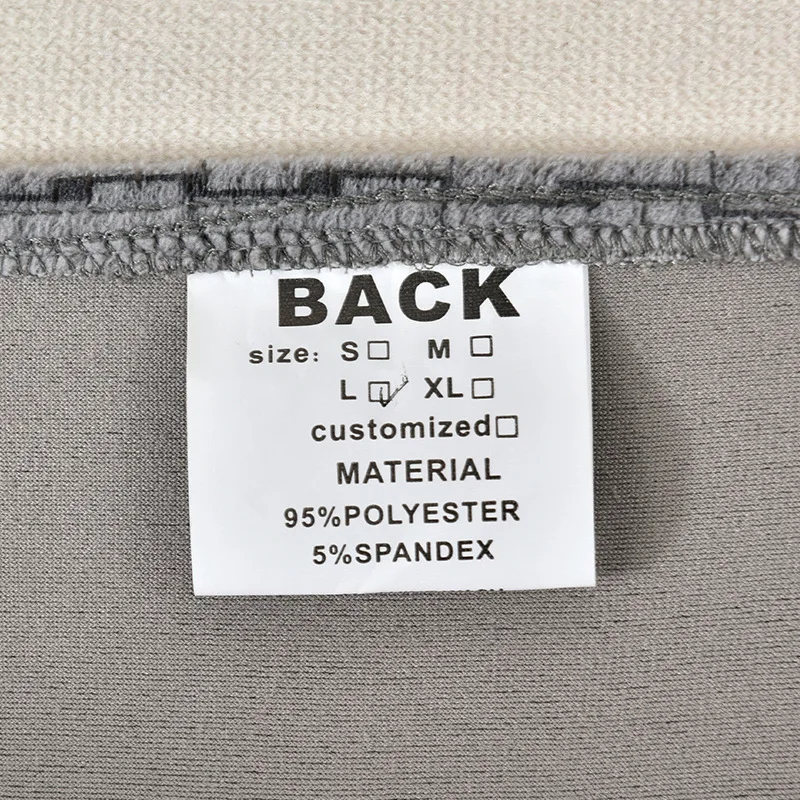 BACK
size: S□ M □
L ☑ XL□
customized□
MATERIAL
95%POLYESTER
5%SPANDEX